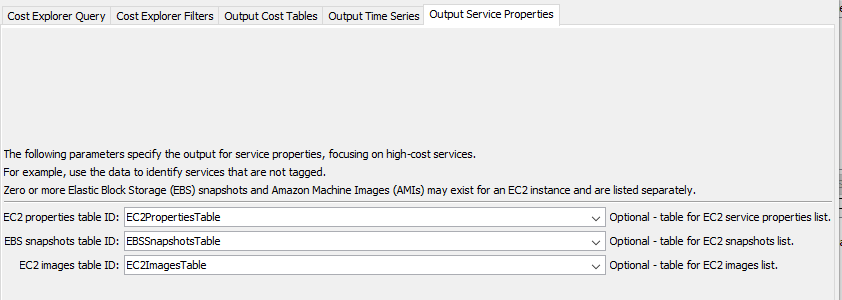 Cost Explorer Query Cost Explorer Filters Output Cost Tables Output Time Series Output Service Properties
The following parameters specify the output for service properties, focusing on high-cost services.
For example, use the data to identify services that are not tagged.
Zero or more Elastic Block Storage (EBS) snapshots and Amazon Machine Images (AMIs) may exist for an EC2 instance and are listed separately.
EC2 properties table ID: EC2PropertiesTable Optional - table for EC2 service properties list.
EBS snapshots table ID: EBSSnapshotsTable Optional - table for EC2 snapshots list.
EC2 images table ID: EC2ImagesTable Optional - table for EC2 images list.